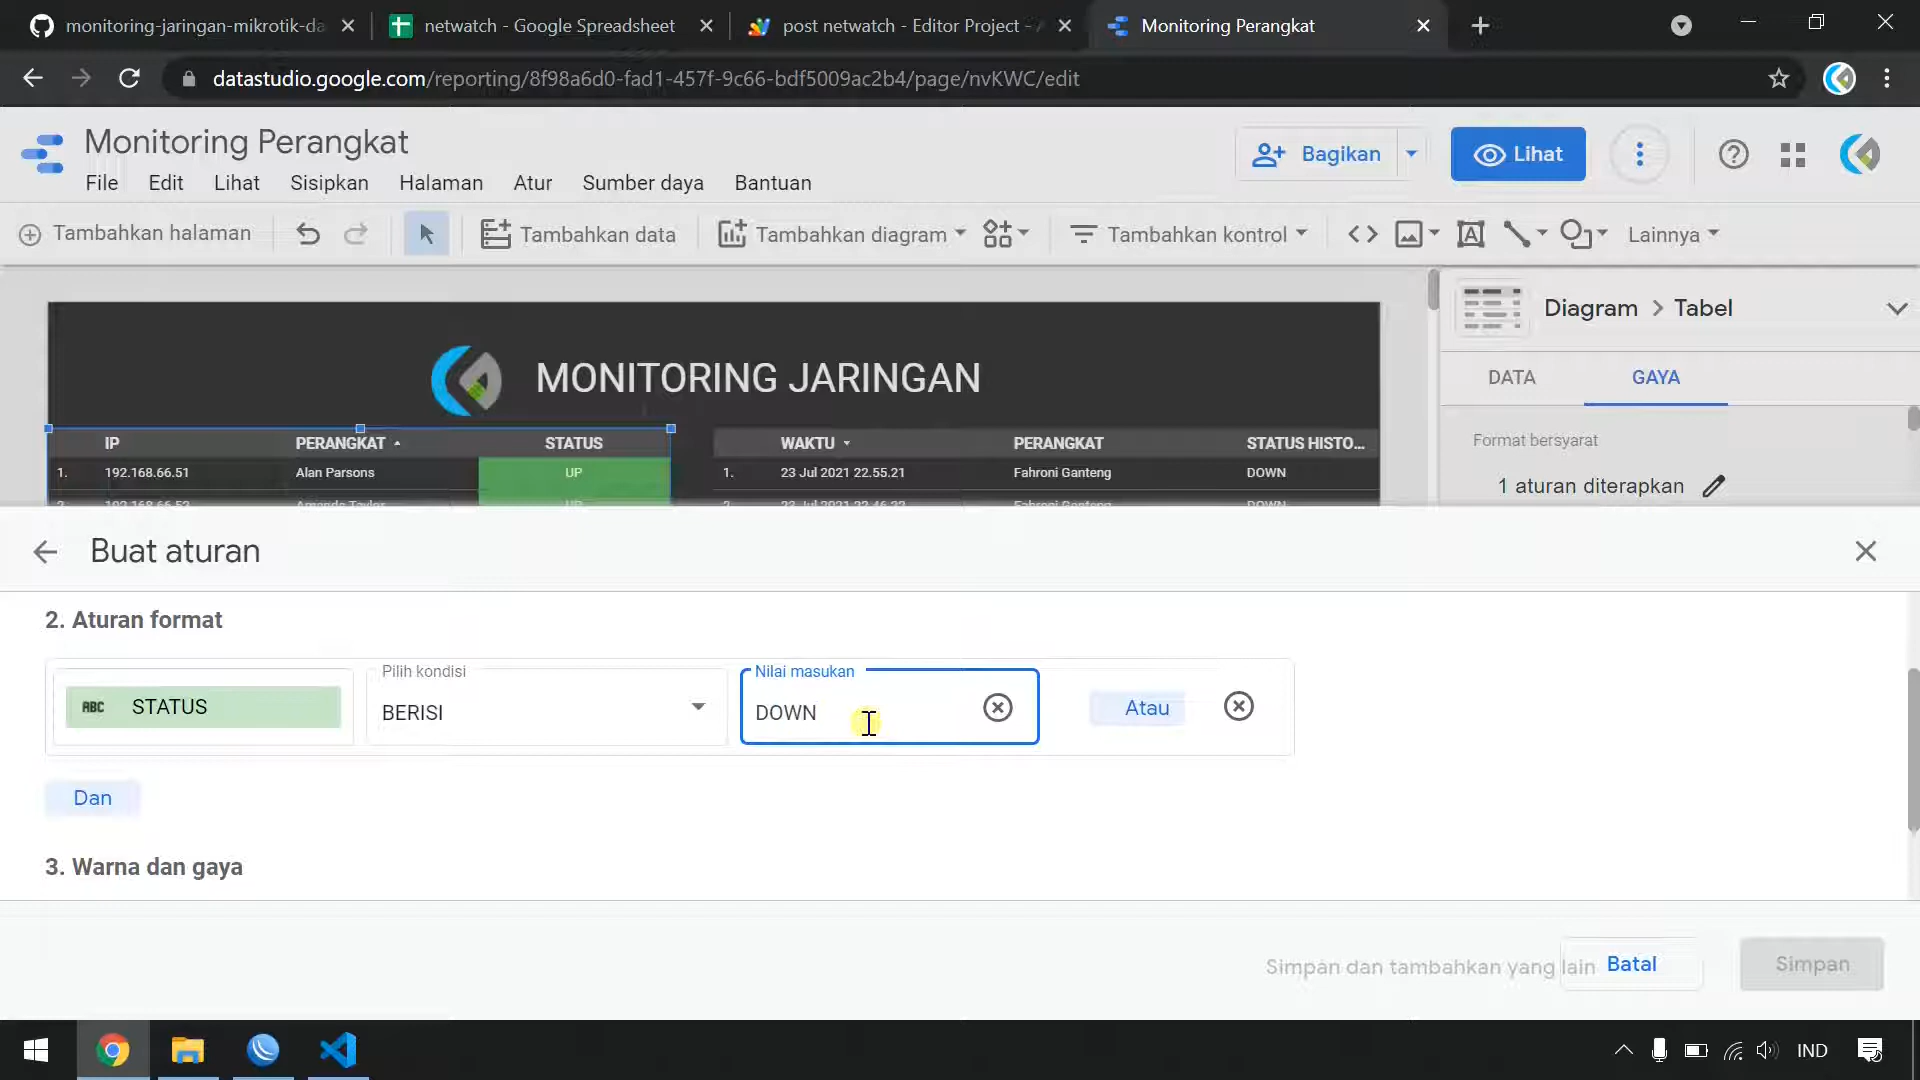 monitoring-jaringan-mikrotik-da
netwatch - Google Spreadsheet
post netwatch - Editor Project -
Monitoring Perangkat
datastudio.google.com/reporting/8f98a6d0-fad1-457f-9c66-bdf5009ac2b4/page/nvKWC/edit
Monitoring Perangkat
Bagikan
Lihat
File Edit Lihat Sisipkan Halaman Atur Sumber daya Bantuan
Tambahkan halaman
Tambahkan data
Tambahkan diagram
Tambahkan kontrol
Lainnya
Diagram > Tabel
DATA GAYA
Format bersyarat
1 aturan diterapkan
MONITORING JARINGAN
IP PERANGKAT STATUS
1. 192.168.66.51 Alan Parsons UP
WAKTU PERANGKAT STATUS HISTO...
1. 23 Jul 2021 22.55.21 Fahroni Ganteng DOWN
Buat aturan
2. Aturan format
ABC STATUS
Pilih kondisi
BERISI
Nilai masukan
DOWN
Atau
Dan
3. Warna dan gaya
Simpan dan tambahkan yang lain
Batal
Simpan
IND